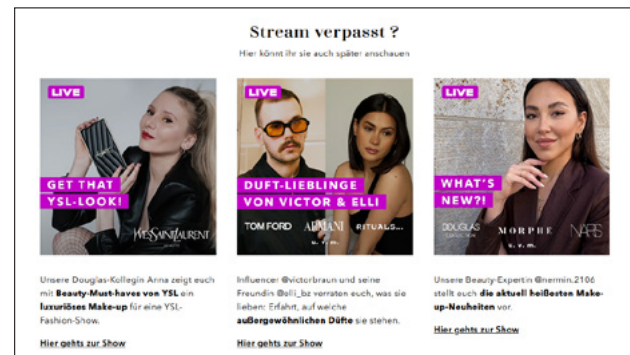 Stream verpasst ?
Hier könnt ihr sie auch später anschauen
LIVE
GET THAT
YSL-LOOK!
YVESSAINTLAURENT
Unsere Douglas-Kollegin Anna zeigt euch
mit Beauty-Must-haves von YSL ein
luxuriöses Make-up für eine YSL-
Fashion-Show.
Hier gehts zur Show
LIVE
DUFT-LIEBLINGE
VON VICTOR & ELLI
TOM FORD ARMANI RITUALS...
u. v. m.
Influencer @victorbraun und seine
Freundin @elli_bz verraten euch, was sie
lieben: Erfahrt, auf welche
außergewöhnlichen Düfte sie stehen.
Hier gehts zur Show
LIVE
WHAT'S
NEW?!
DOUGLAS MORPHE NARS
u. v. m.
Unsere Beauty-Expertin @nermin.2106
stellt euch die aktuell heißesten Make-
up-Neuheiten vor.
Hier gehts zur Show